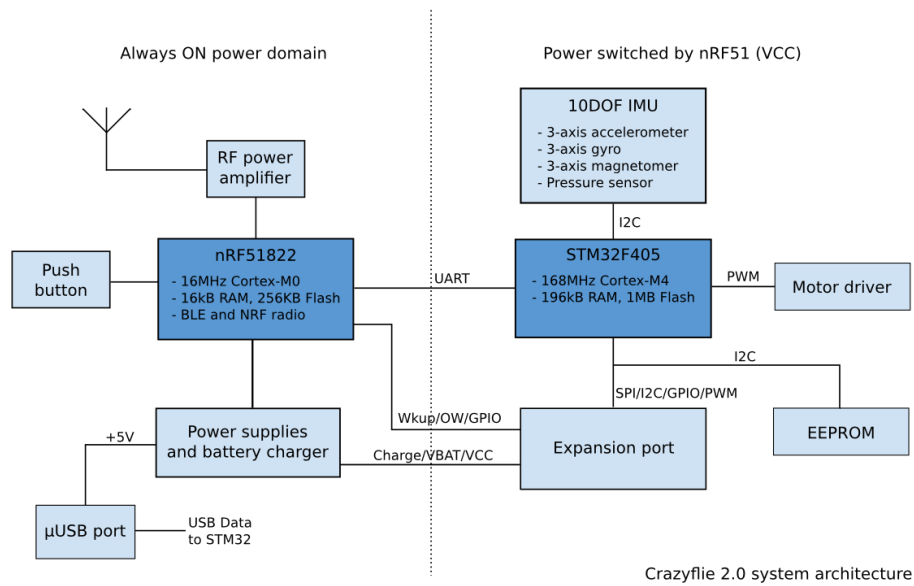 Always ON power domain
Power switched by nRF51 (VCC)
10DOF IMU
- 3-axis accelerometer
- 3-axis gyro
- 3-axis magnetomer
- Pressure sensor
RF power
amplifier
I2C
nRF51822
- 16MHz Cortex-M0
- 16kB RAM, 256KB Flash
- BLE and NRF radio
STM32F405
- 168MHz Cortex-M4
- 196kB RAM, 1MB Flash
Push
button
UART
PWM
Motor driver
I2C
SPI/I2C/GPIO/PWM
Wkup/OW/GPIO
Power supplies
and battery charger
Expansion port
EEPROM
+5V
Charge/VBAT/VCC
µUSB port
USB Data
to STM32
Crazyflie 2.0 system architecture